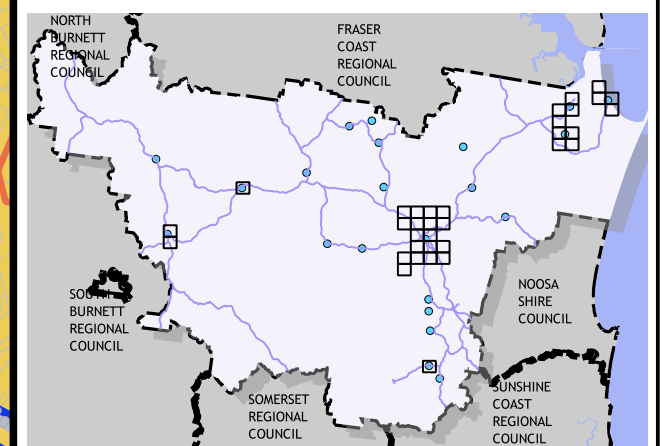 NORTH
BURNETT
REGIONAL
COUNCIL
FRASER
COAST
REGIONAL
COUNCIL
SOUTH
BURNETT
REGIONAL
COUNCIL
NOOSA
SHIRE
COUNCIL
SOMERSET
REGIONAL
COUNCIL
SUNSHINE
COAST
REGIONAL
COUNCIL